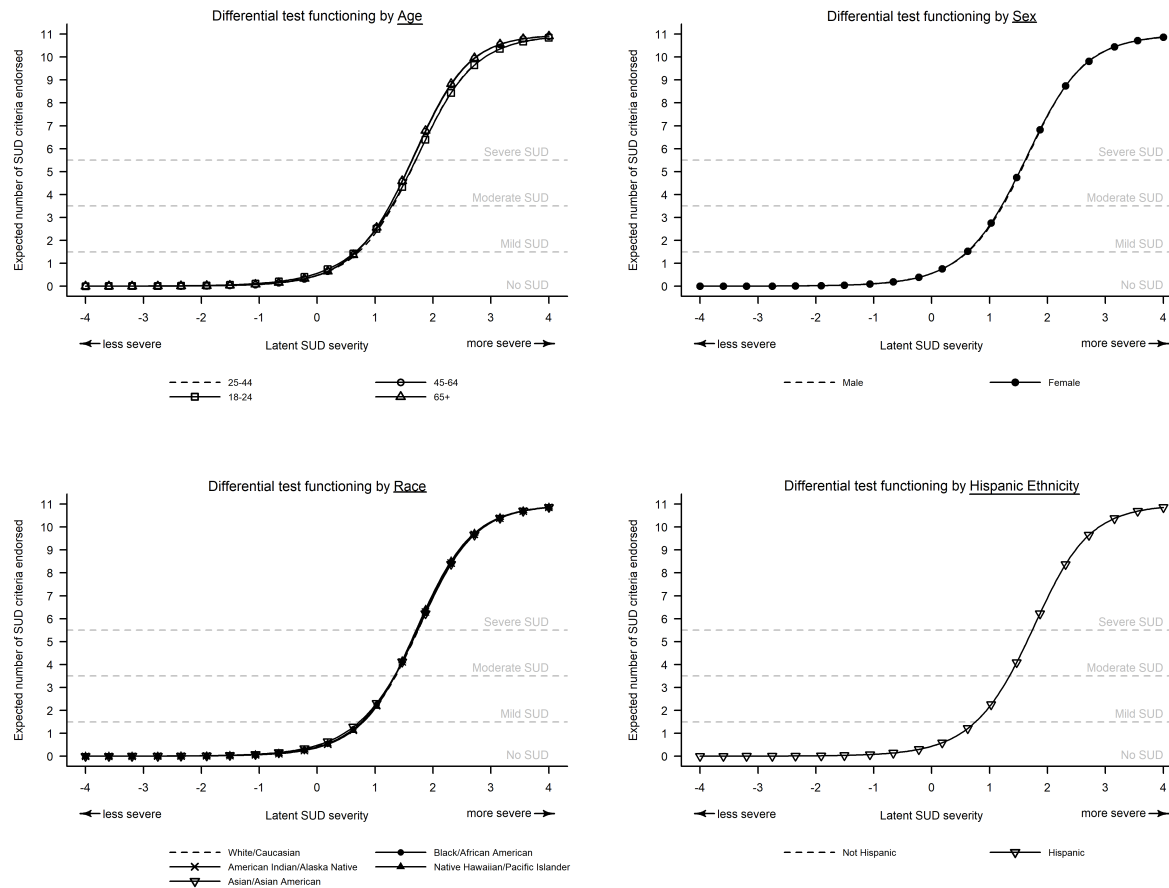 Differential test functioning by Age
11
10
9
8
7
6
5
4
3
2
1
0
Expected number of SUD criteria endorsed
Severe SUD
Moderate SUD
Mild SUD
No SUD
-4 -3 -2 -1 0 1 2 3 4
less severe Latent SUD severity more severe
25-44 45-64
18-24 65+
Differential test functioning by Sex
11
10
9
8
7
6
5
4
3
2
1
0
Expected number of SUD criteria endorsed
Severe SUD
Moderate SUD
Mild SUD
No SUD
-4 -3 -2 -1 0 1 2 3 4
less severe Latent SUD severity more severe
Male Female
Differential test functioning by Race
11
10
9
8
7
6
5
4
3
2
1
0
Expected number of SUD criteria endorsed
Severe SUD
Moderate SUD
Mild SUD
No SUD
-4 -3 -2 -1 0 1 2 3 4
less severe Latent SUD severity more severe
White/Caucasian Black/African American
American Indian/Alaska Native Native Hawaiian/Pacific Islander
Asian/Asian American
Differential test functioning by Hispanic Ethnicity
11
10
9
8
7
6
5
4
3
2
1
0
Expected number of SUD criteria endorsed
Severe SUD
Moderate SUD
Mild SUD
No SUD
-4 -3 -2 -1 0 1 2 3 4
less severe Latent SUD severity more severe
Not Hispanic Hispanic